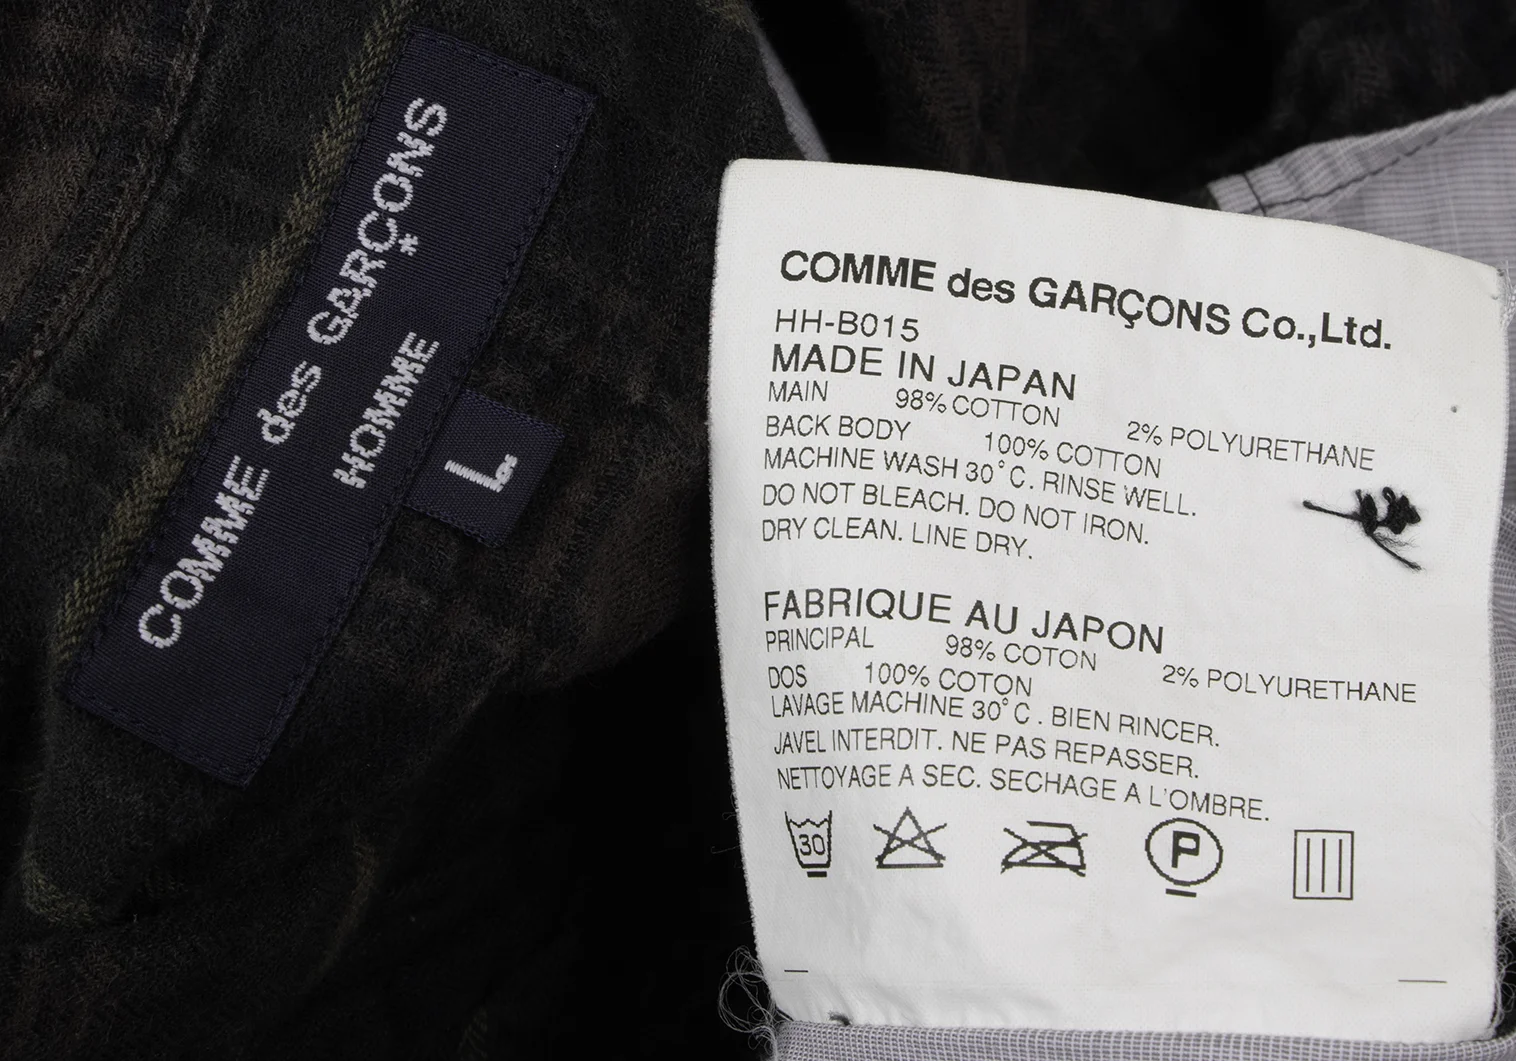 COMME des GARÇONS
HOMME
L
COMME des GARÇONS Co.,Ltd.
HH-B015
MADE IN JAPAN
MAIN 98% COTTON 2% POLYURETHANE
BACK BODY 100% COTTON
MACHINE WASH 30°C. RINSE WELL.
DO NOT BLEACH. DO NOT IRON.
DRY CLEAN. LINE DRY.
FABRIQUE AU JAPON
PRINCIPAL 98% COTON 2% POLYURETHANE
DOS 100% COTON
LAVAGE MACHINE 30°C. BIEN RINCER.
JAVEL INTERDIT. NE PAS REPASSER.
NETTOYAGE A SEC. SECHAGE A L'OMBRE.
30 P